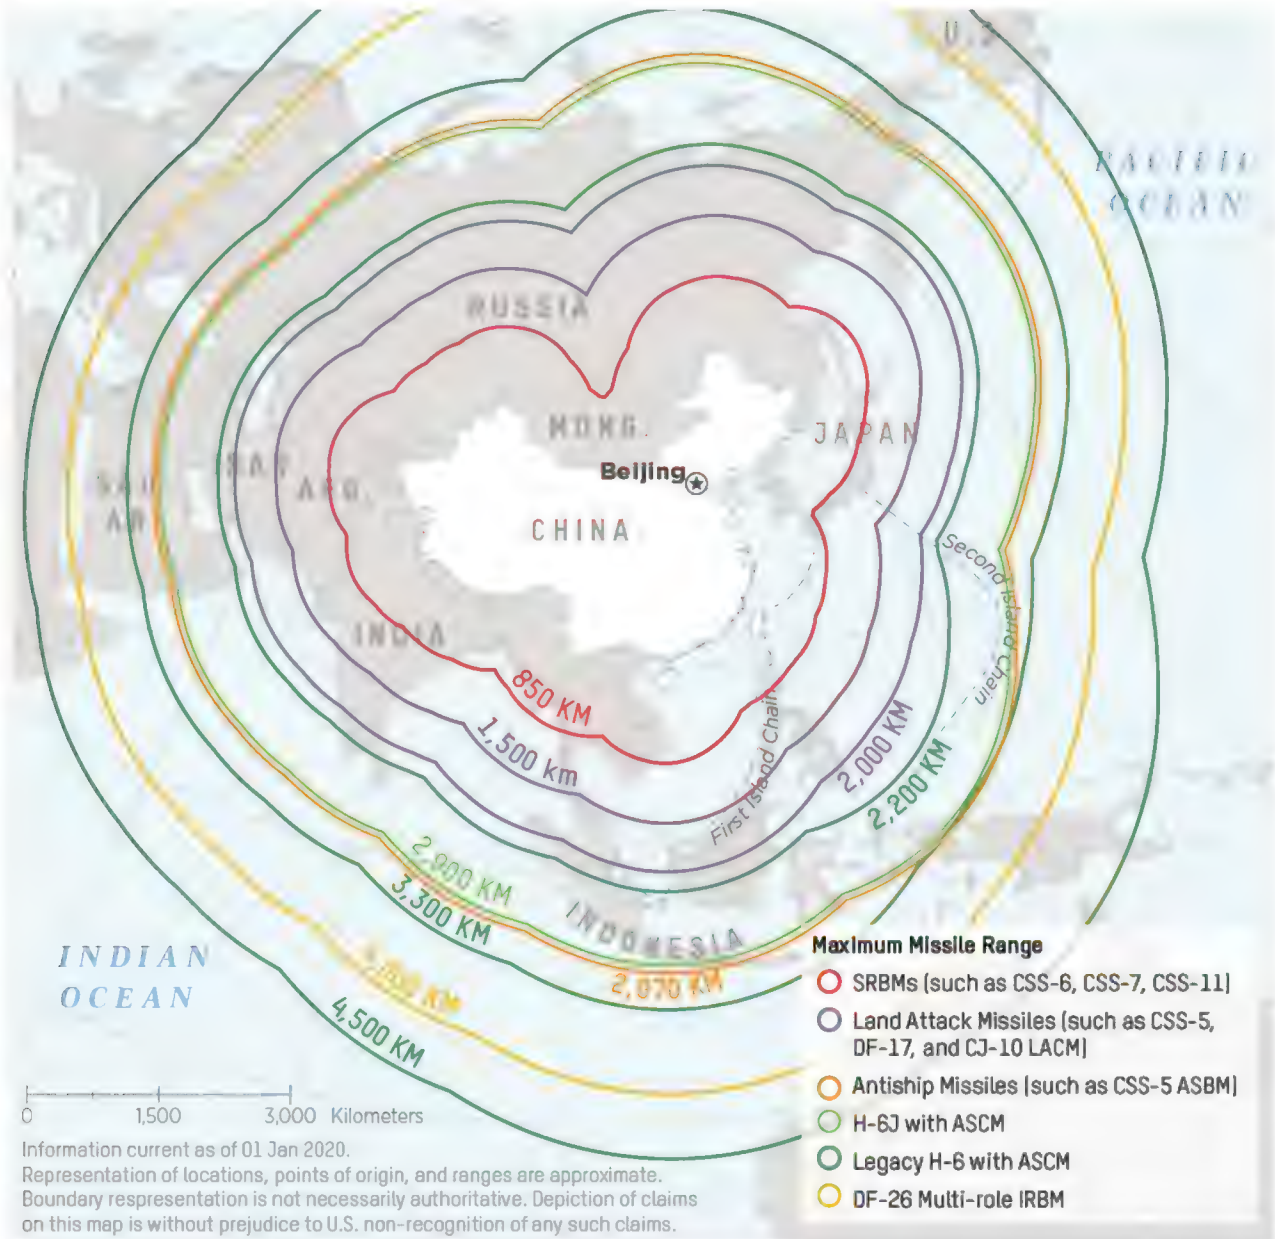 U.S.
PACIFIC
OCEAN
RUSSIA
MONG.
JAPAN
Beijing
AFG.
CHINA
Second Island Chain
INDIA
850 KM
1,500 km
First Island Chain
2,000 KM
2,200 KM
2,900 KM
3,300 KM
INDONESIA
2,070 KM
KM
4,500 KM
INDIAN
OCEAN
Maximum Missile Range
SRBMs (such as CSS-6, CSS-7, CSS-11)
Land Attack Missiles (such as CSS-5,
DF-17, and CJ-10 LACM)
Antiship Missiles (such as CSS-5 ASBM)
H-6J with ASCM
Legacy H-6 with ASCM
DF-26 Multi-role IRBM
0 1,500 3,000 Kilometers
Information current as of 01 Jan 2020.
Representation of locations, points of origin, and ranges are approximate.
Boundary respresentation is not necessarily authoritative. Depiction of claims
on this map is without prejudice to U.S. non-recognition of any such claims.